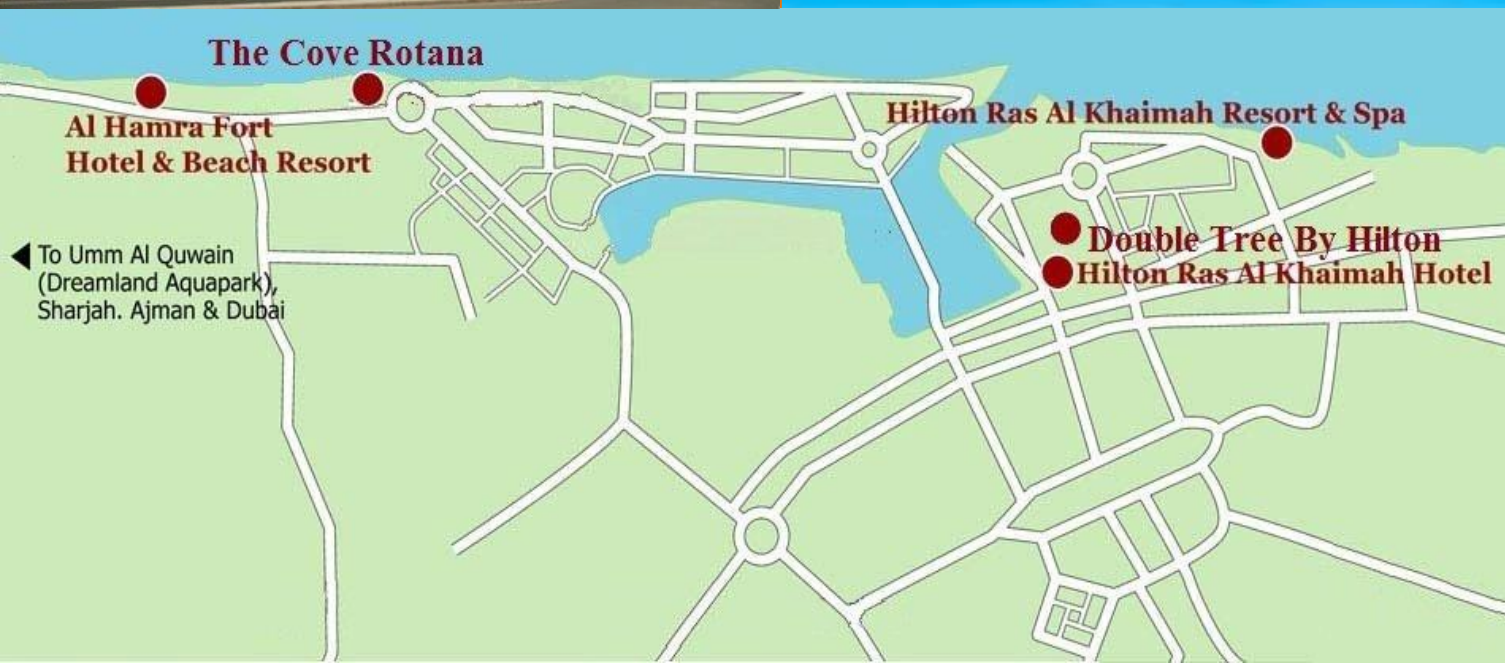 The Cove Rotana
Al Hamra Fort
Hotel & Beach Resort
Hilton Ras Al Khaimah Resort & Spa
Double Tree By Hilton
Hilton Ras Al Khaimah Hotel
To Umm Al Quwain
(Dreamland Aquapark),
Sharjah. Ajman & Dubai